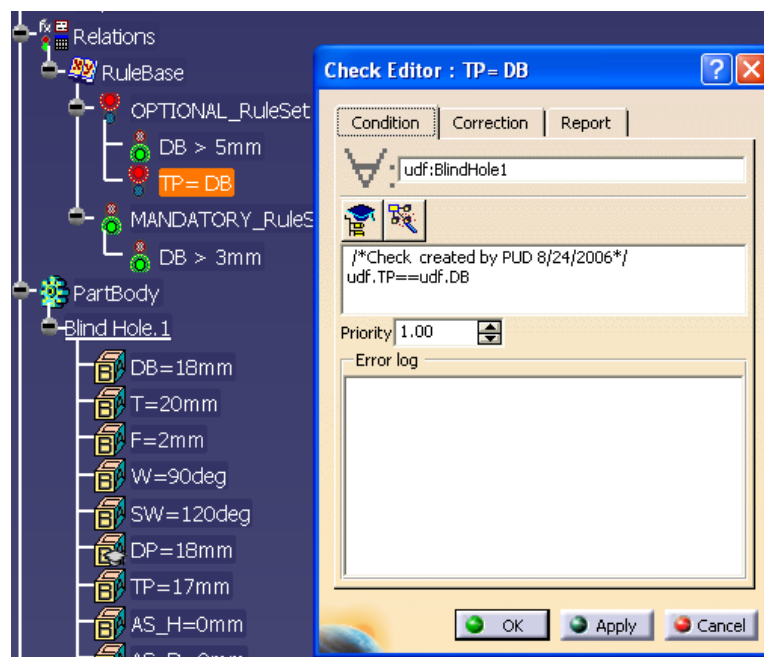 Relations
RuleBase
OPTIONAL_RuleSet
DB > 5mm
TP= DB
MANDATORY_RuleS
DB > 3mm
PartBody
Blind Hole.1
DB=18mm
T=20mm
F=2mm
W=90deg
SW=120deg
DP=18mm
TP=17mm
AS_H=0mm
Check Editor : TP= DB
Condition
Correction
Report
udf:BlindHole1
/*Check created by PUD 8/24/2006*/
udf.TP==udf.DB
Priority 1.00
Error log
OK
Apply
Cancel